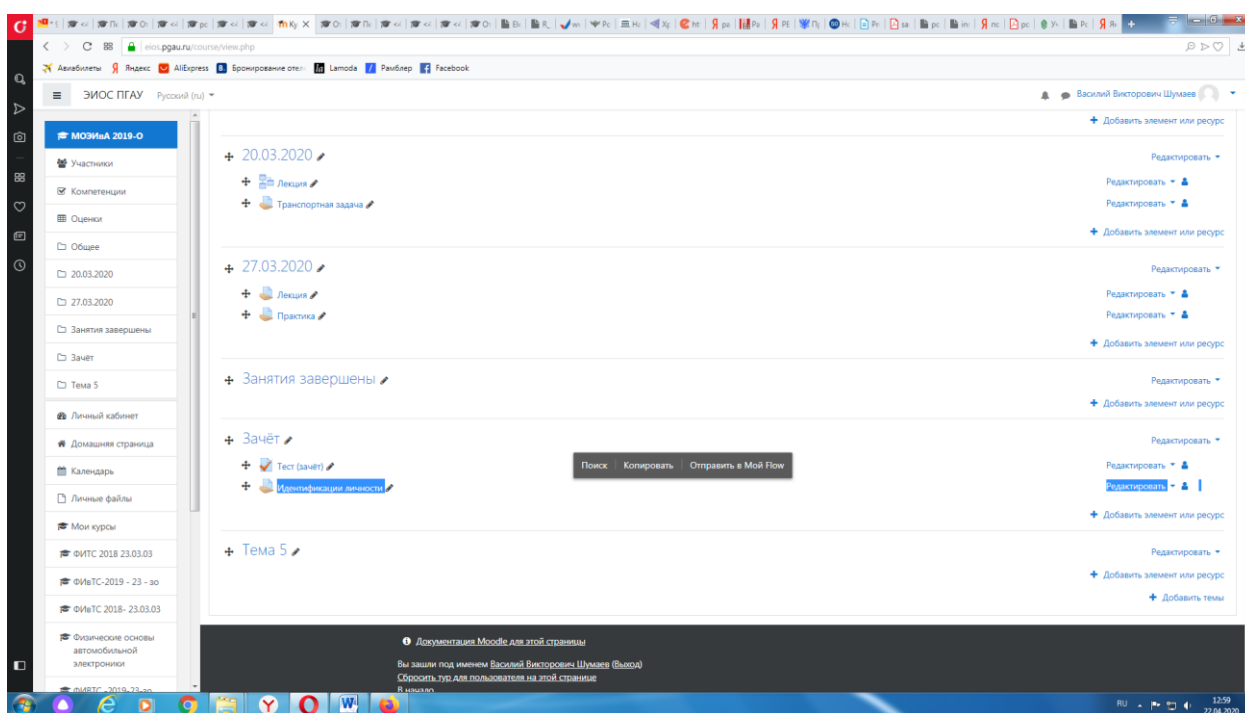 eios.pgau.ru/course/view.php
Авиабилеты Яндекс AliExpress Бронирование отел Lamoda Рамблер Facebook
ЭИОС ПГАУ Русский (ru) Василий Викторович Шумаев
Добавить элемент или ресурс
МОЭИвА 2019-О
Участники
Компетенции
Оценки
Общее
20.03.2020
27.03.2020
Занятия завершены
Зачёт
Тема 5
Личный кабинет
Домашняя страница
Календарь
Личные файлы
Мои курсы
ФИТС 2018 23.03.03
ФИвТС-2019 - 23 - зо
ФИвТС 2018- 23.03.03
Физические основы
автомобильной
электроники
20.03.2020 Редактировать
Лекция Редактировать
Транспортная задача Редактировать
Добавить элемент или ресурс
27.03.2020 Редактировать
Лекция Редактировать
Практика Редактировать
Добавить элемент или ресурс
Занятия завершены Редактировать
Добавить элемент или ресурс
Зачёт Редактировать
Тест (зачёт) Редактировать
Поиск Копировать Отправить в Мой Flow
Идентификации личности Редактировать
Добавить элемент или ресурс
Тема 5 Редактировать
Добавить элемент или ресурс
Добавить темы
Документация Moodle для этой страницы
Вы зашли под именем Василий Викторович Шумаев (Выход)
Сбросить тур для пользователя на этой странице
В начало
RU 12:59
22.04.2020